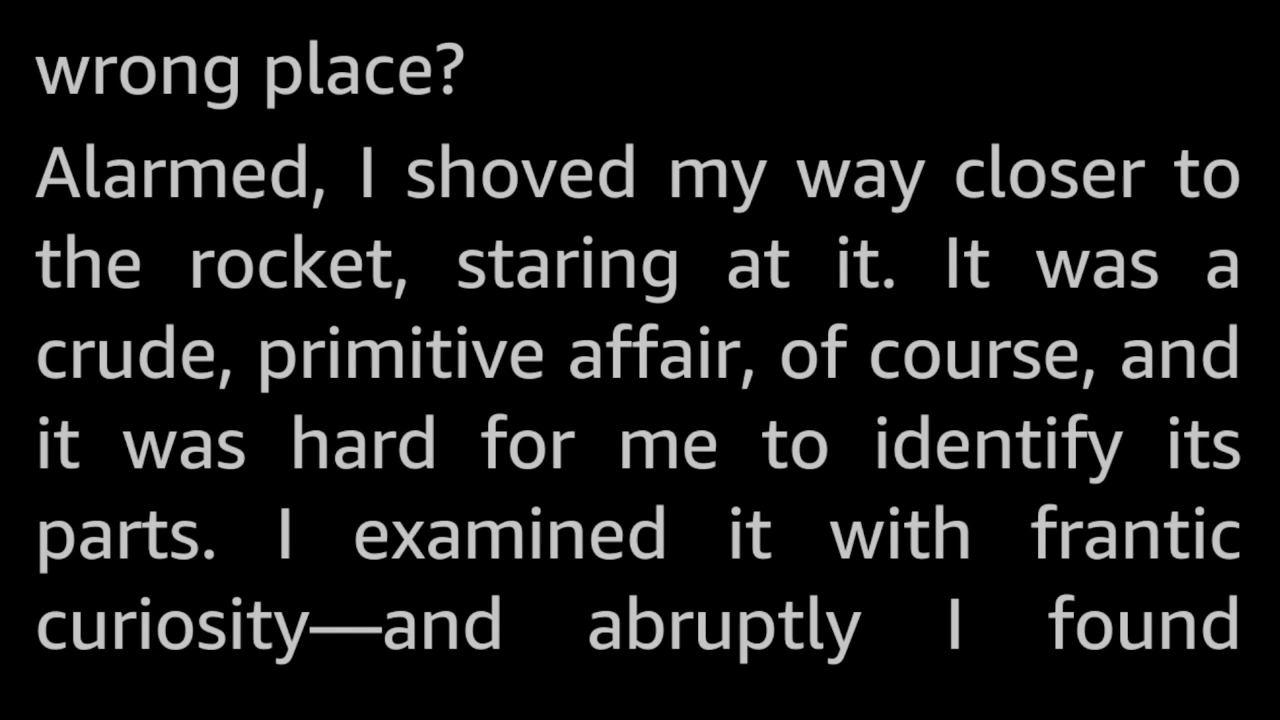 wrong place?
Alarmed, I shoved my way closer to
the rocket, staring at it. It was a
crude, primitive affair, of course, and
it was hard for me to identify its
parts. I examined it with frantic
curiosity—and abruptly I found